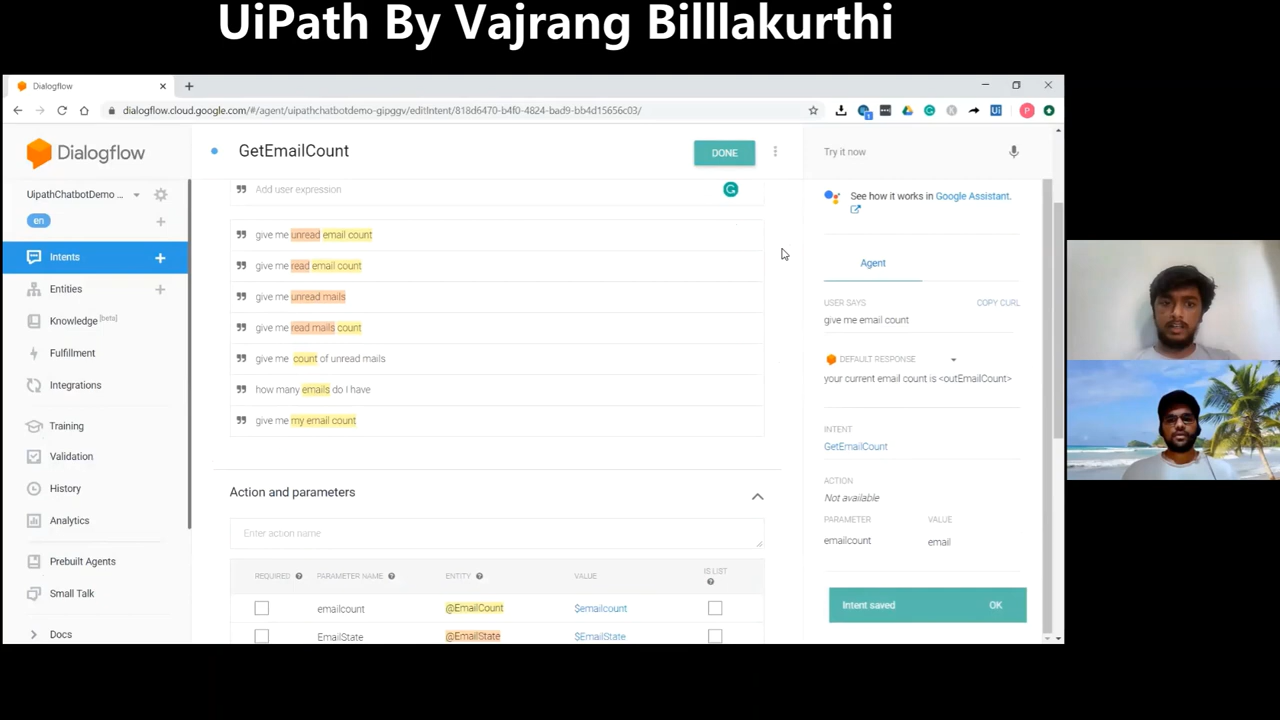 UiPath By Vajrang Billlakurthi
Dialogflow
dialogflow.cloud.google.com/#/agent/uipathchatbotdemo-gipggv/editIntent/818d6470-b4f0-4824-bad9-bb4d15656c03/
Ui
P
Dialogflow
GetEmailCount
DONE
Try it now
UipathChatbotDemo ...
en
Intents
Entities
Knowledge [beta]
Fulfillment
Integrations
Training
Validation
History
Analytics
Prebuilt Agents
Small Talk
Docs
Add user expression
give me unread email count
give me read email count
give me unread mails
give me read mails count
give me count of unread mails
how many emails do I have
give me my email count
Action and parameters
Enter action name
REQUIRED
PARAMETER NAME
ENTITY
VALUE
IS LIST
emailcount
@EmailCount
$emailcount
EmailState
@EmailState
$EmailState
See how it works in Google Assistant.
Agent
USER SAYS
COPY CURL
give me email count
DEFAULT RESPONSE
your current email count is <outEmailCount>
INTENT
GetEmailCount
ACTION
Not available
PARAMETER
VALUE
emailcount
email
Intent saved
OK